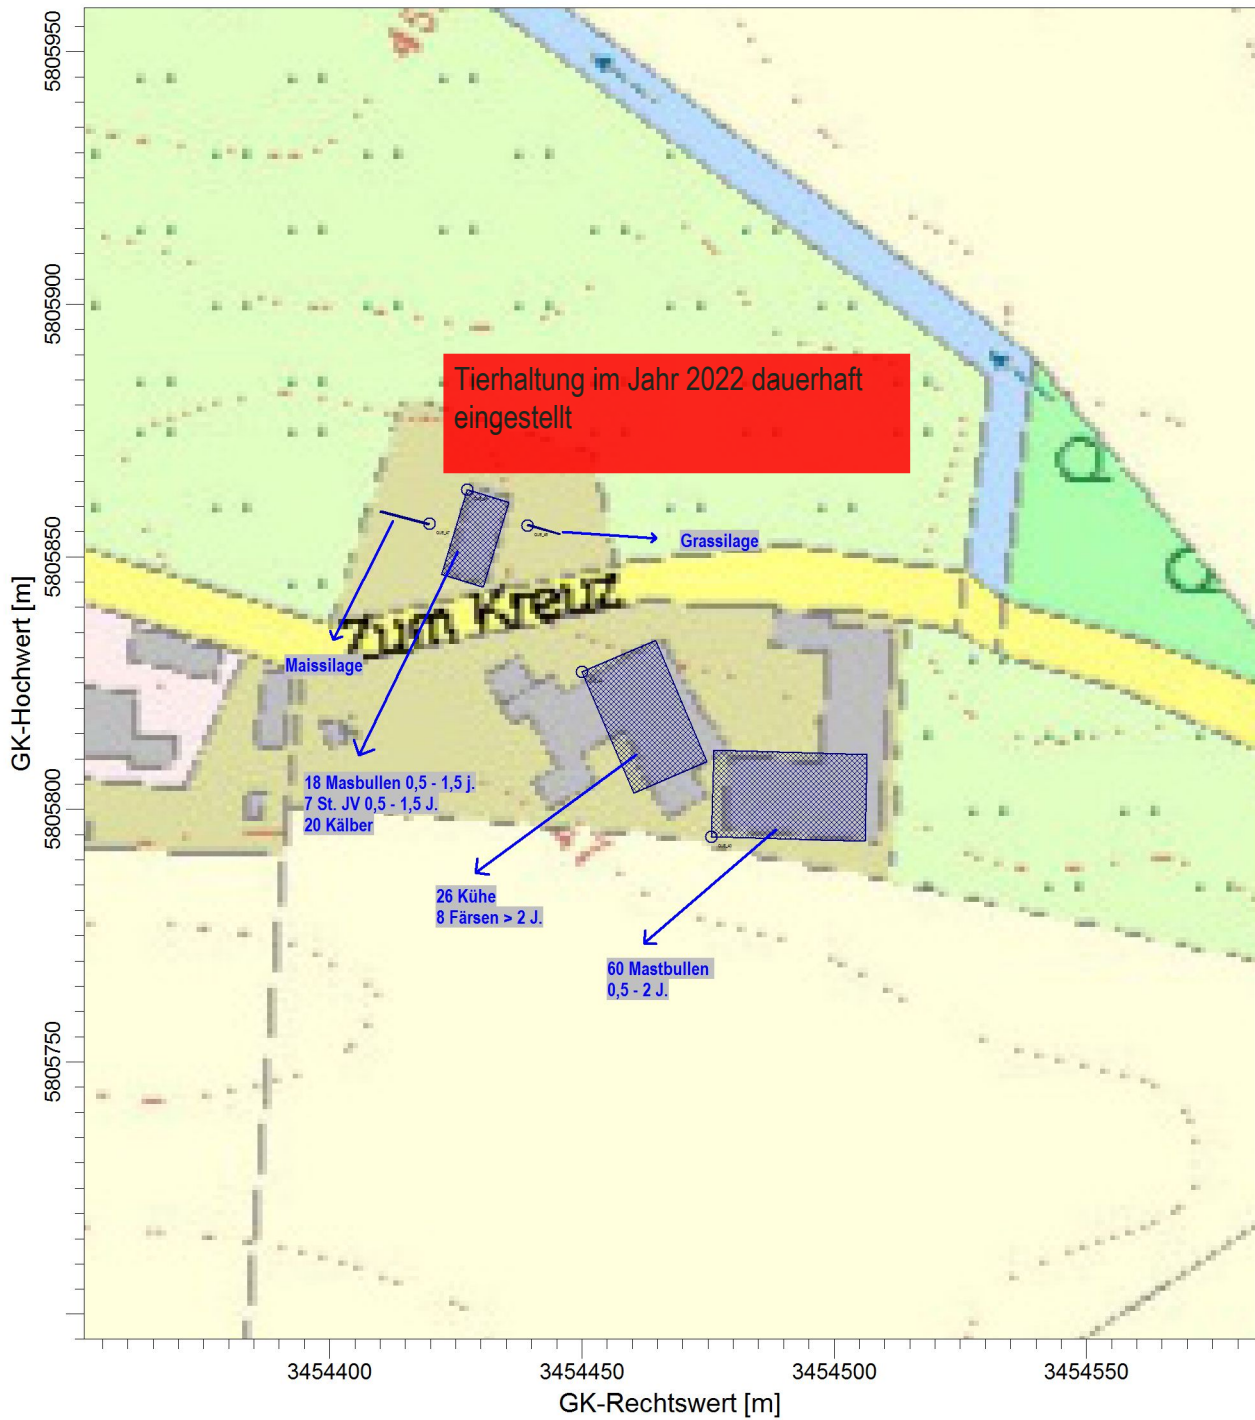 5805950
45
5805900
Tierhaltung im Jahr 2022 dauerhaft
eingestellt
5805850
Grassilage
Zum Kreuz
Maissilage
GK-Hochwert [m]
18 Masbullen 0,5 - 1,5 j.
7 St. JV 0,5 - 1,5 J.
20 Kälber
5805800
47
26 Kühe
8 Färsen > 2 J.
60 Mastbullen
0,5 - 2 J.
5805750
3454400 3454450 3454500 3454550
GK-Rechtswert [m]